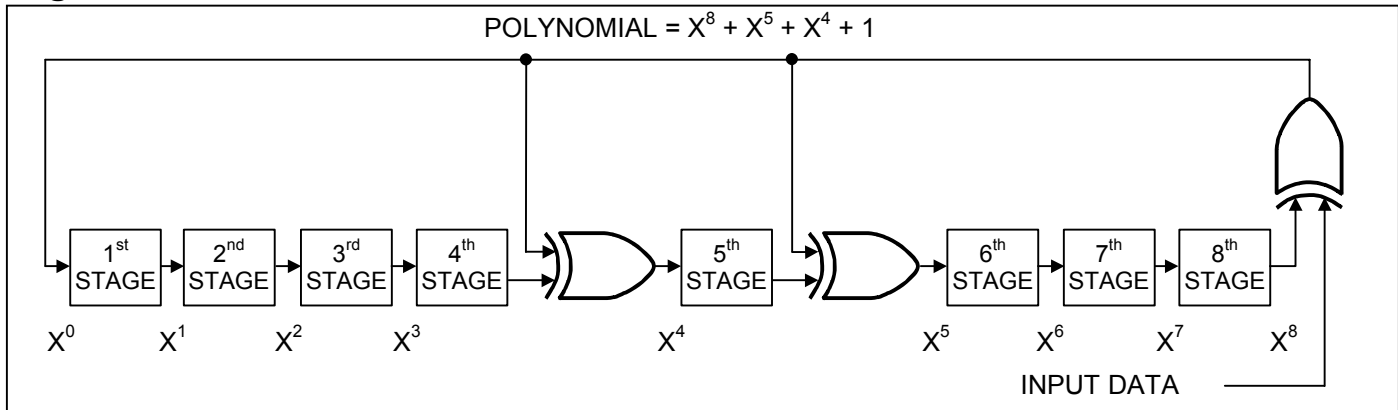 POLYNOMIAL = X⁸ + X⁵ + X⁴ + 1
1ˢᵗ STAGE
2ⁿᵈ STAGE
3ʳᵈ STAGE
4ᵗʰ STAGE
5ᵗʰ STAGE
6ᵗʰ STAGE
7ᵗʰ STAGE
8ᵗʰ STAGE
X⁰ X¹ X² X³ X⁴ X⁵ X⁶ X⁷ X⁸
INPUT DATA